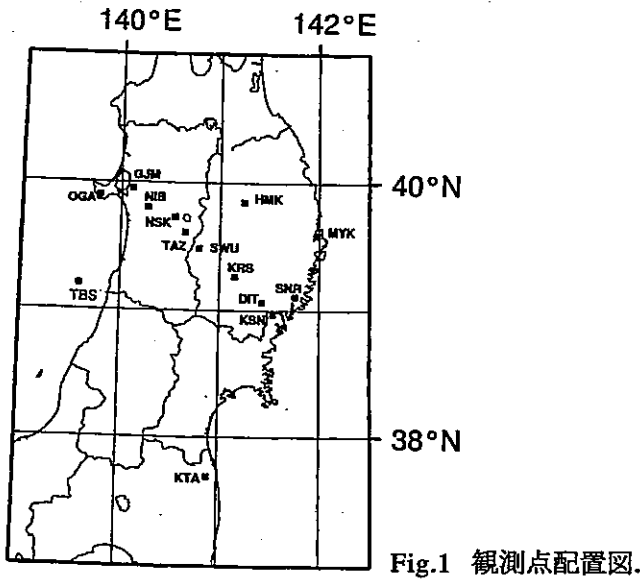 140°E 142°E
40°N
GJM
OGA
NIB
HMK
NSK
TAZ SWU
MYK
KRS
TBS
DIT SNR
KSN
38°N
KTA
Fig.1 観測点配置図.